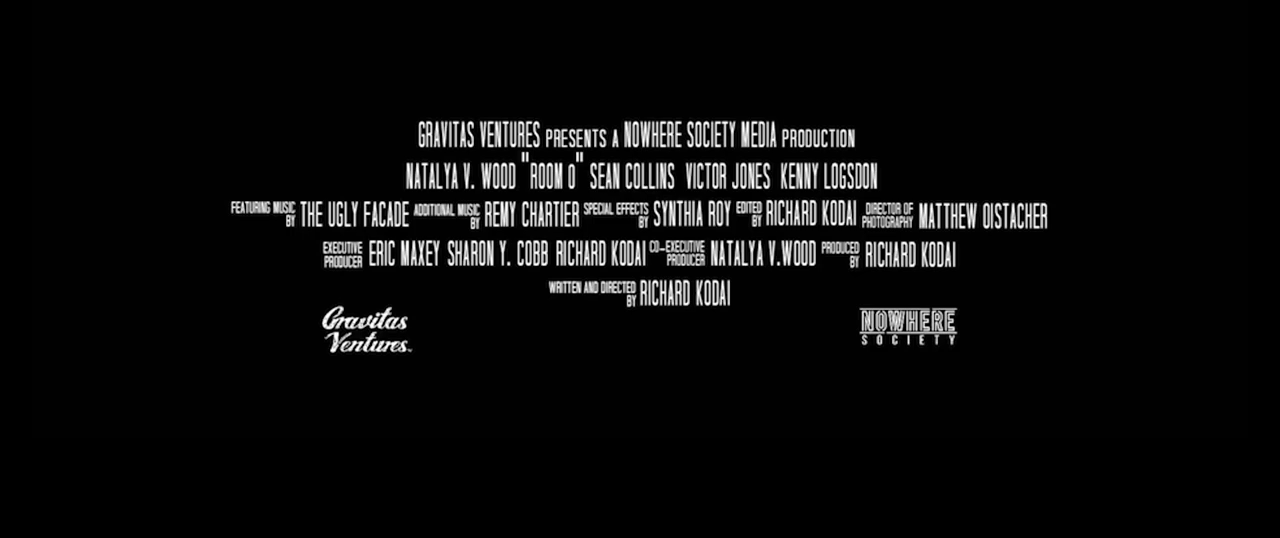 GRAVITAS VENTURES PRESENTS A NOWHERE SOCIETY MEDIA PRODUCTION
NATALYA V. WOOD "ROOM O" SEAN COLLINS VICTOR JONES KENNY LOGSDON
FEATURING MUSIC BY THE UGLY FACADE ADDITIONAL MUSIC BY REMY CHARTIER SPECIAL EFFECTS BY SYNTHIA ROY EDITED BY RICHARD KODAI DIRECTOR OF PHOTOGRAPHY MATTHEW OISTACHER
EXECUTIVE PRODUCER ERIC MAXEY SHARON Y. COBB RICHARD KODAI CO-EXECUTIVE PRODUCER NATALYA V.WOOD PRODUCED BY RICHARD KODAI
WRITTEN AND DIRECTED BY RICHARD KODAI
Gravitas
Ventures
NOWHERE
SOCIETY